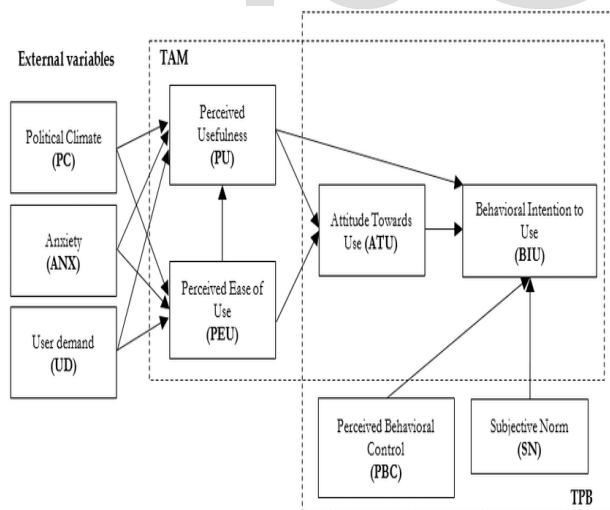 External variables
TAM
Political Climate
(PC)
Anxiety
(ANX)
User demand
(UD)
Perceived
Usefulness
(PU)
Perceived Ease of
Use
(PEU)
Attitude Towards
Use (ATU)
Behavioral Intention to
Use
(BIU)
Perceived Behavioral
Control
(PBC)
Subjective Norm
(SN)
TPB